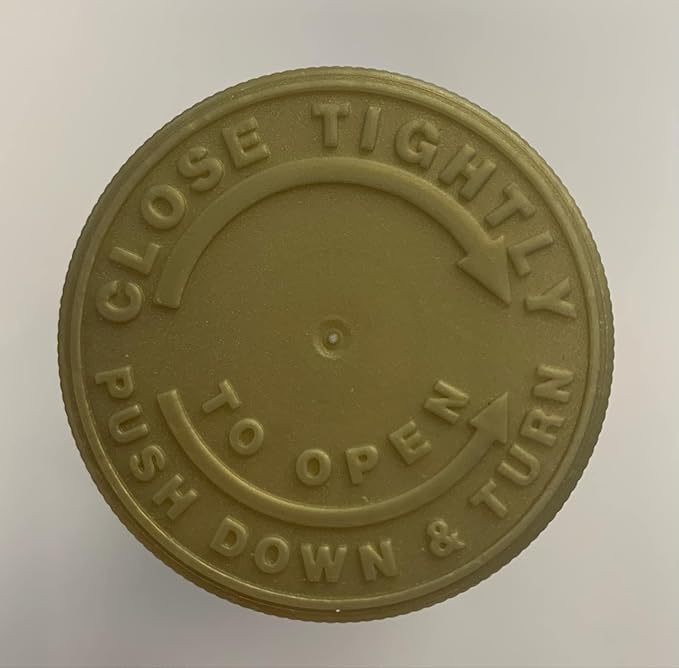 CLOSE TIGHTLY
TO OPEN
PUSH DOWN & TURN